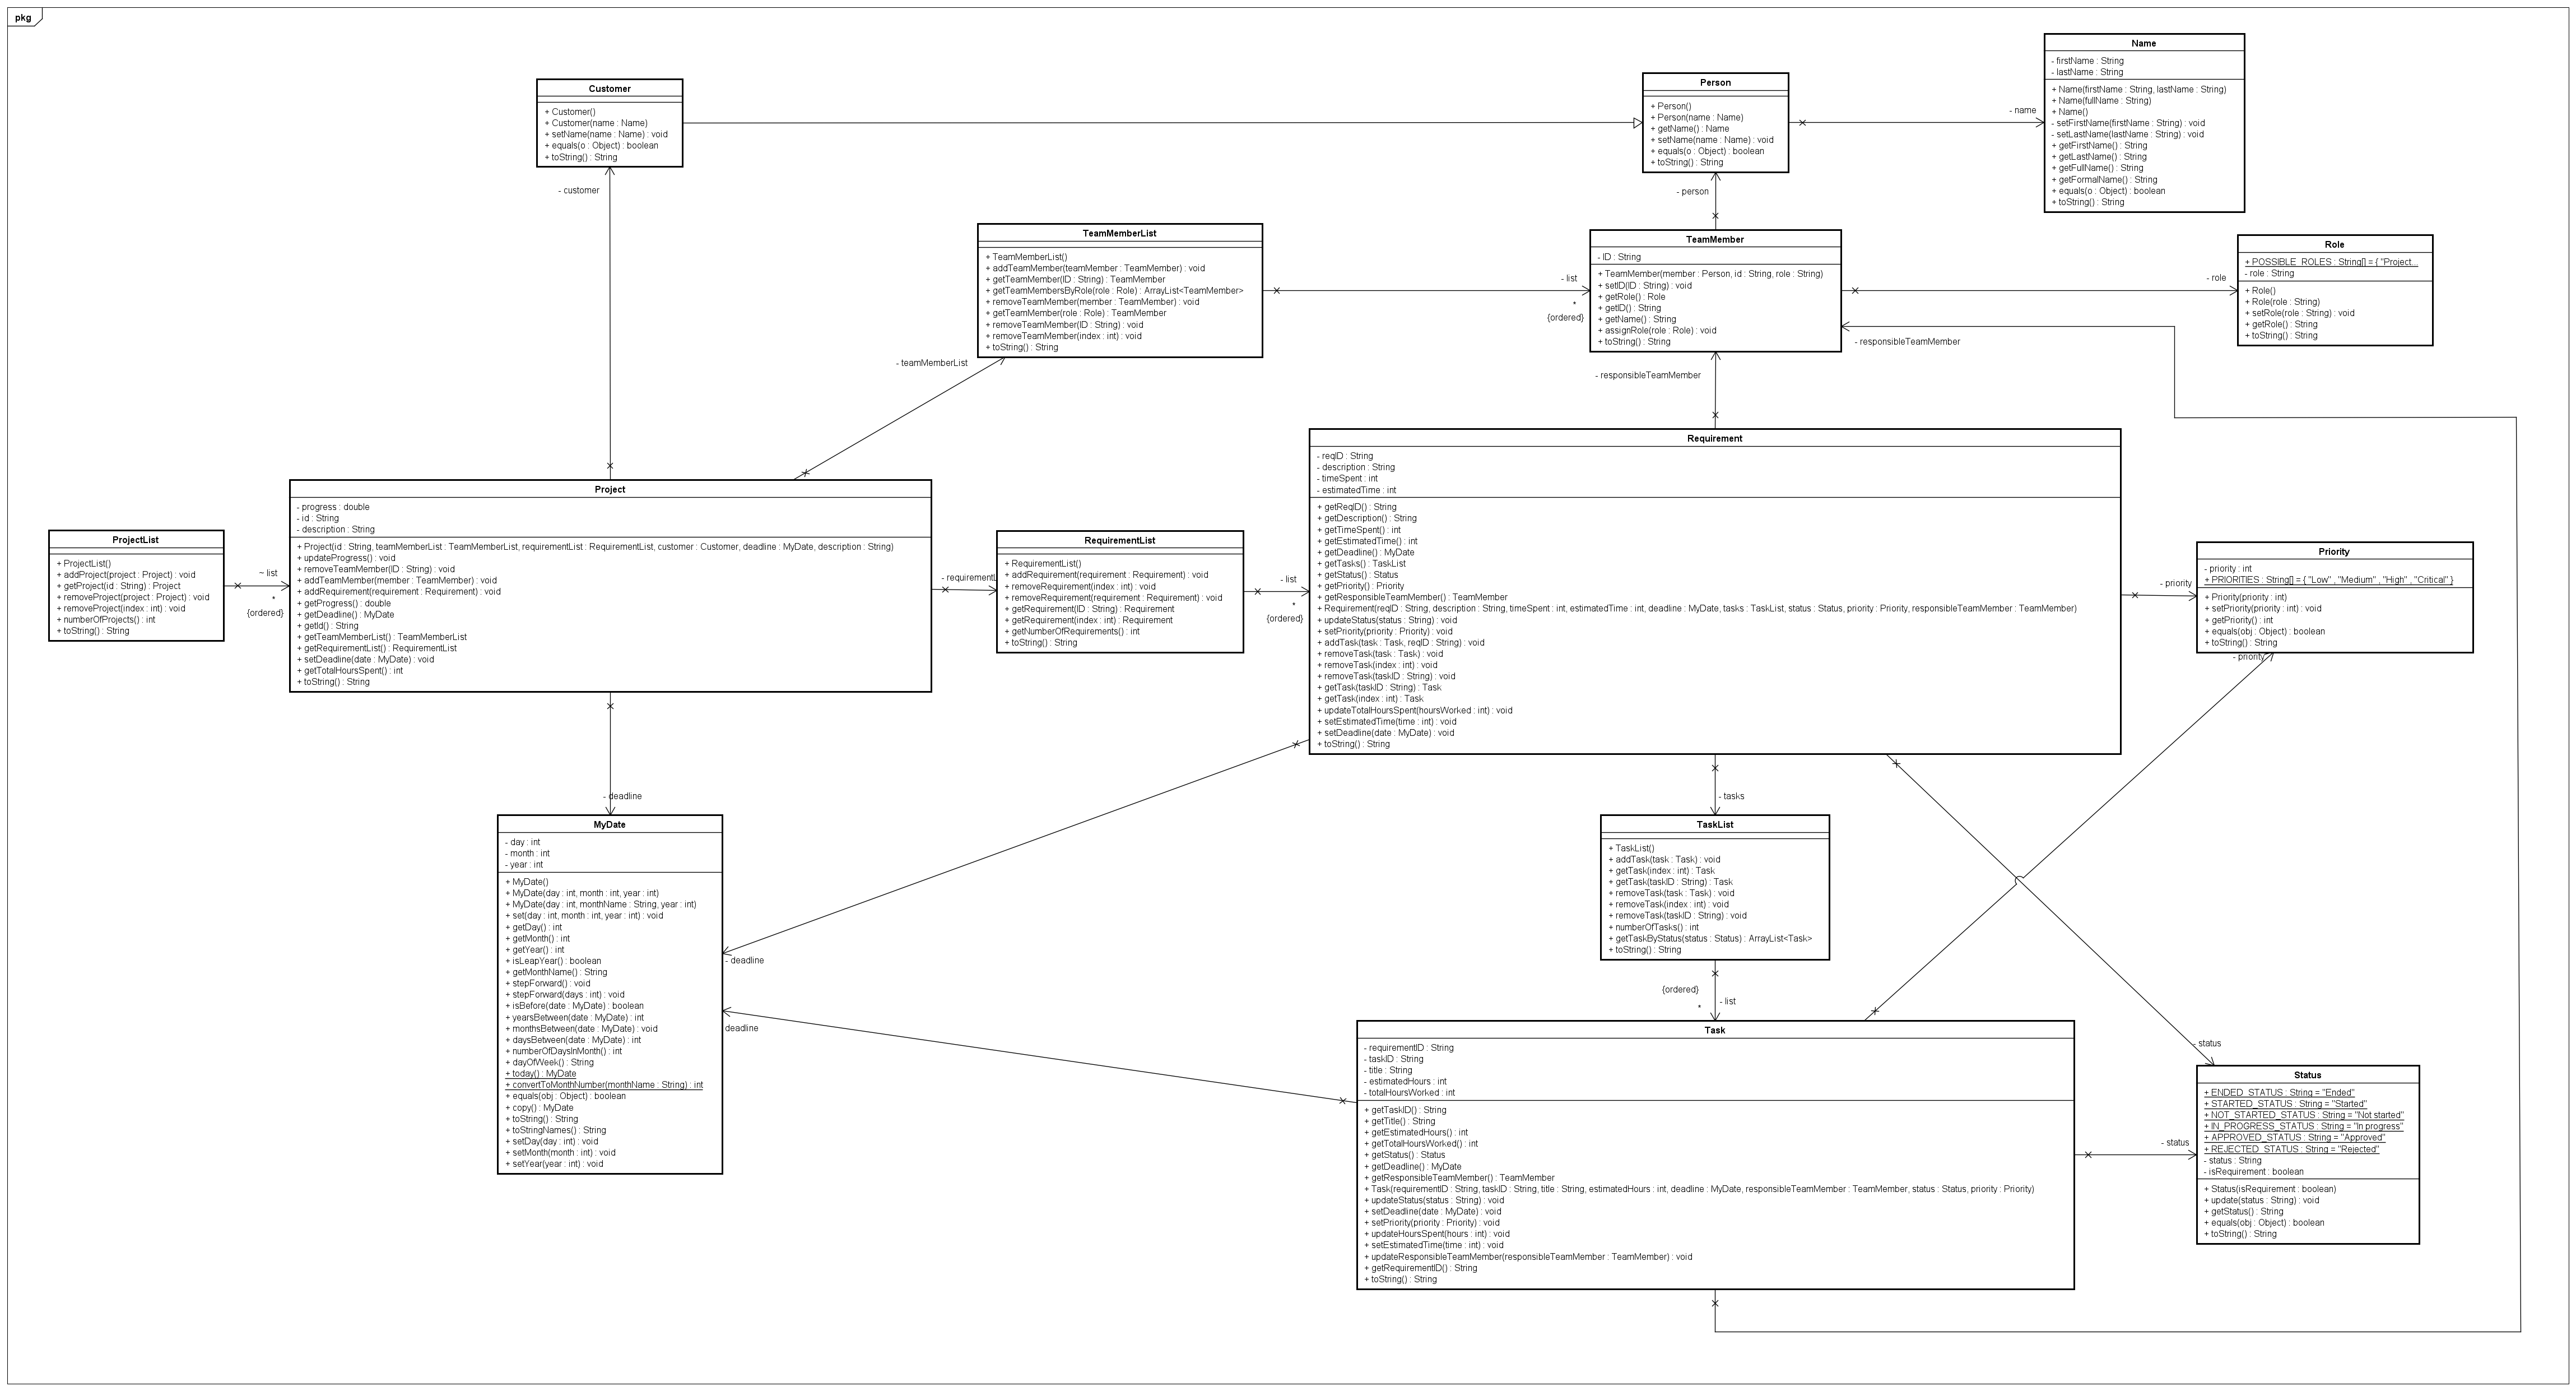 pkg
Customer
+ Customer()
+ Customer(name : Name)
+ setName(name : Name) : void
+ equals(o : Object) : boolean
+ toString() : String
- customer
Person
+ Person()
+ Person(name : Name)
+ getName() : Name
+ setName(name : Name) : void
+ equals(o : Object) : boolean
+ toString() : String
- name
- person
Name
- firstName : String
- lastName : String
+ Name(firstName : String, lastName : String)
+ Name(fullName : String)
+ Name()
- setFirstName(firstName : String) : void
- setLastName(lastName : String) : void
+ getFirstName() : String
+ getLastName() : String
+ getFullName() : String
+ getFormalName() : String
+ equals(o : Object) : boolean
+ toString() : String
TeamMemberList
+ TeamMemberList()
+ addTeamMember(teamMember : TeamMember) : void
+ getTeamMember(ID : String) : TeamMember
+ getTeamMembersByRole(role : Role) : ArrayList<TeamMember>
+ removeTeamMember(member : TeamMember) : void
+ getTeamMember(role : Role) : TeamMember
+ removeTeamMember(ID : String) : void
+ removeTeamMember(index : int) : void
+ toString() : String
- teamMemberList
- list
*
{ordered}
TeamMember
- ID : String
+ TeamMember(member : Person, id : String, role : String)
+ setID(ID : String) : void
+ getRole() : Role
+ getID() : String
+ getName() : String
+ assignRole(role : Role) : void
+ toString() : String
- role
- responsibleTeamMember
- responsibleTeamMember
Role
+ POSSIBLE_ROLES : String[] = { "Project...
- role : String
+ Role()
+ Role(role : String)
+ setRole(role : String) : void
+ getRole() : String
+ toString() : String
ProjectList
+ ProjectList()
+ addProject(project : Project) : void
+ getProject(id : String) : Project
+ removeProject(project : Project) : void
+ removeProject(index : int) : void
+ numberOfProjects() : int
+ toString() : String
~ list
*
{ordered}
Project
- progress : double
- id : String
- description : String
+ Project(id : String, teamMemberList : TeamMemberList, requirementList : RequirementList, customer : Customer, deadline : MyDate, description : String)
+ updateProgress() : void
+ removeTeamMember(ID : String) : void
+ addTeamMember(member : TeamMember) : void
+ addRequirement(requirement : Requirement) : void
+ getProgress() : double
+ getDeadline() : MyDate
+ getId() : String
+ getTeamMemberList() : TeamMemberList
+ getRequirementList() : RequirementList
+ setDeadline(date : MyDate) : void
+ getTotalHoursSpent() : int
+ toString() : String
- requirementL
RequirementList
+ RequirementList()
+ addRequirement(requirement : Requirement) : void
+ removeRequirement(index : int) : void
+ removeRequirement(requirement : Requirement) : void
+ getRequirement(ID : String) : Requirement
+ getRequirement(index : int) : Requirement
+ getNumberOfRequirements() : int
+ toString() : String
- list
*
{ordered}
Requirement
- reqID : String
- description : String
- timeSpent : int
- estimatedTime : int
+ getReqID() : String
+ getDescription() : String
+ getTimeSpent() : int
+ getEstimatedTime() : int
+ getDeadline() : MyDate
+ getTasks() : TaskList
+ getStatus() : Status
+ getPriority() : Priority
+ getResponsibleTeamMember() : TeamMember
+ Requirement(reqID : String, description : String, timeSpent : int, estimatedTime : int, deadline : MyDate, tasks : TaskList, status : Status, priority : Priority, responsibleTeamMember : TeamMember)
+ updateStatus(status : String) : void
+ setPriority(priority : Priority) : void
+ addTask(task : Task, reqID : String) : void
+ removeTask(task : Task) : void
+ removeTask(index : int) : void
+ removeTask(taskID : String) : void
+ getTask(taskID : String) : Task
+ getTask(index : int) : Task
+ updateTotalHoursSpent(hoursWorked : int) : void
+ setEstimatedTime(time : int) : void
+ setDeadline(date : MyDate) : void
+ toString() : String
- priority
Priority
- priority : int
+ PRIORITIES : String[] = { "Low" , "Medium" , "High" , "Critical" }
+ Priority(priority : int)
+ setPriority(priority : int) : void
+ getPriority() : int
+ equals(obj : Object) : boolean
+ toString() : String
- priority
- deadline
MyDate
- day : int
- month : int
- year : int
+ MyDate()
+ MyDate(day : int, month : int, year : int)
+ MyDate(day : int, monthName : String, year : int)
+ set(day : int, month : int, year : int) : void
+ getDay() : int
+ getMonth() : int
+ getYear() : int
+ isLeapYear() : boolean
+ getMonthName() : String
+ stepForward() : void
+ stepForward(days : int) : void
+ isBefore(date : MyDate) : boolean
+ yearsBetween(date : MyDate) : int
+ monthsBetween(date : MyDate) : void
+ daysBetween(date : MyDate) : int
+ numberOfDaysInMonth() : int
+ dayOfWeek() : String
+ today() : MyDate
+ convertToMonthNumber(monthName : String) : int
+ equals(obj : Object) : boolean
+ copy() : MyDate
+ toString() : String
+ toStringNames() : String
+ setDay(day : int) : void
+ setMonth(month : int) : void
+ setYear(year : int) : void
- deadline
deadline
- tasks
TaskList
+ TaskList()
+ addTask(task : Task) : void
+ getTask(index : int) : Task
+ getTask(taskID : String) : Task
+ removeTask(task : Task) : void
+ removeTask(index : int) : void
+ removeTask(taskID : String) : void
+ numberOfTasks() : int
+ getTaskByStatus(status : Status) : ArrayList<Task>
+ toString() : String
{ordered}
*
- list
Task
- requirementID : String
- taskID : String
- title : String
- estimatedHours : int
- totalHoursWorked : int
+ getTaskID() : String
+ getTitle() : String
+ getEstimatedHours() : int
+ getTotalHoursWorked() : int
+ getStatus() : Status
+ getDeadline() : MyDate
+ getResponsibleTeamMember() : TeamMember
+ Task(requirementID : String, taskID : String, title : String, estimatedHours : int, deadline : MyDate, responsibleTeamMember : TeamMember, status : Status, priority : Priority)
+ updateStatus(status : String) : void
+ setDeadline(date : MyDate) : void
+ setPriority(priority : Priority) : void
+ updateHoursSpent(hours : int) : void
+ setEstimatedTime(time : int) : void
+ updateResponsibleTeamMember(responsibleTeamMember : TeamMember) : void
+ getRequirementID() : String
+ toString() : String
- status
- status
Status
+ ENDED_STATUS : String = "Ended"
+ STARTED_STATUS : String = "Started"
+ NOT_STARTED_STATUS : String = "Not started"
+ IN_PROGRESS_STATUS : String = "In progress"
+ APPROVED_STATUS : String = "Approved"
+ REJECTED_STATUS : String = "Rejected"
- status : String
- isRequirement : boolean
+ Status(isRequirement : boolean)
+ update(status : String) : void
+ getStatus() : String
+ equals(obj : Object) : boolean
+ toString() : String